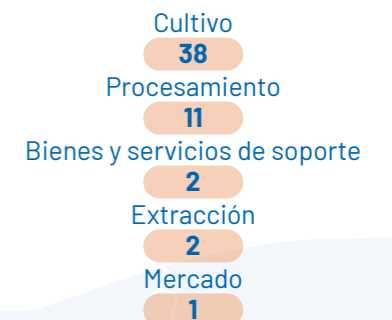 Cultivo
38
Procesamiento
11
Bienes y servicios de soporte
2
Extracción
2
Mercado
1